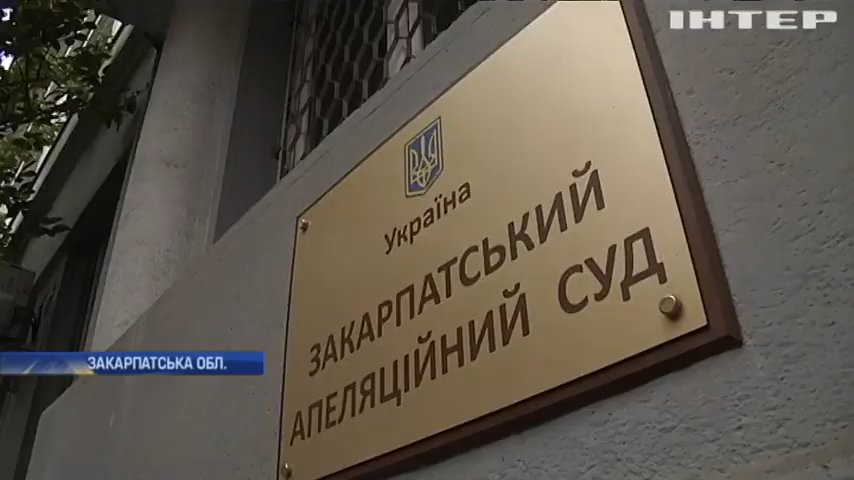 ІНТЕР
Україна
ЗАКАРПАТСЬКИЙ
АПЕЛЯЦІЙНИЙ СУД
ЗАКАРПАТСЬКА ОБЛ.